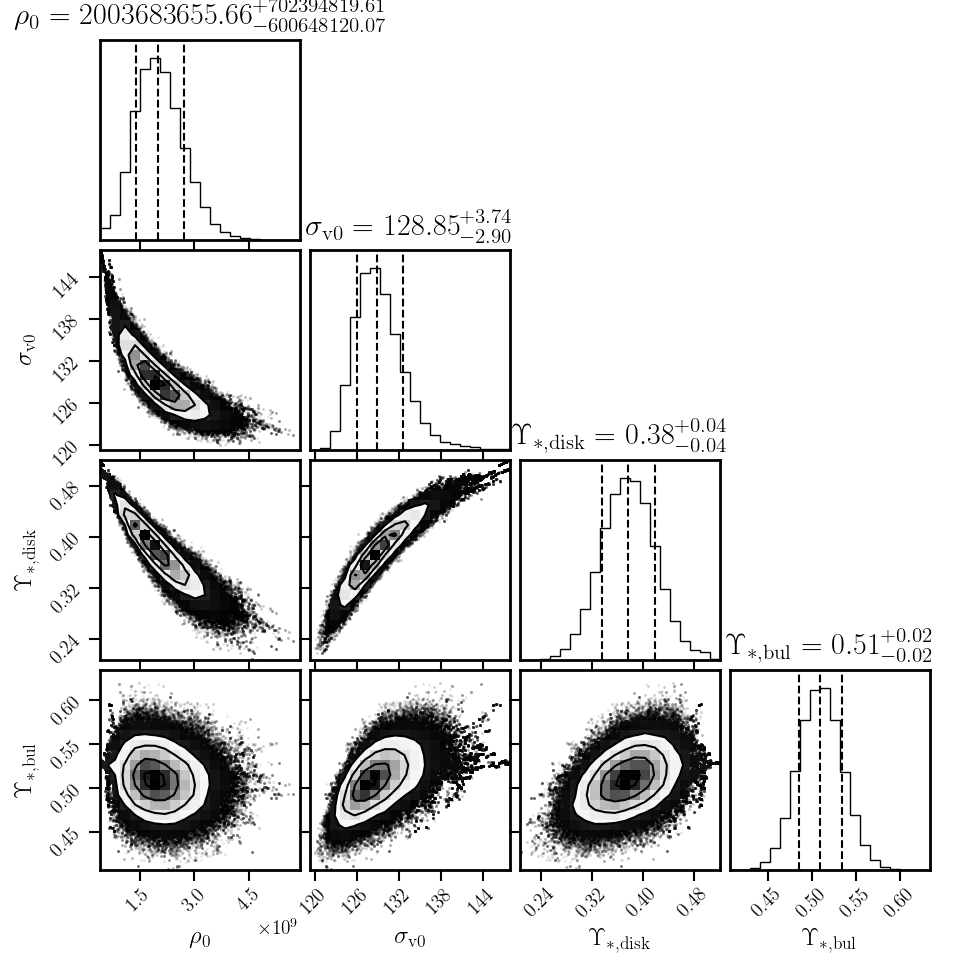 ρ₀ = 2003683655.66 +702394819.61 −600648120.07
σᵥ₀ = 128.85 +3.74 −2.90
144
138
132
126
120
σᵥ₀
Υ*,disk = 0.38 +0.04 −0.04
0.48
0.40
0.32
0.24
Υ*,disk
Υ*,bul = 0.51 +0.02 −0.02
0.60
0.55
0.50
0.45
Υ*,bul
1.5 3.0 4.5 120 126 132 138 144 0.24 0.32 0.40 0.48 0.45 0.50 0.55 0.60
×10⁹
ρ₀ σᵥ₀ Υ*,disk Υ*,bul